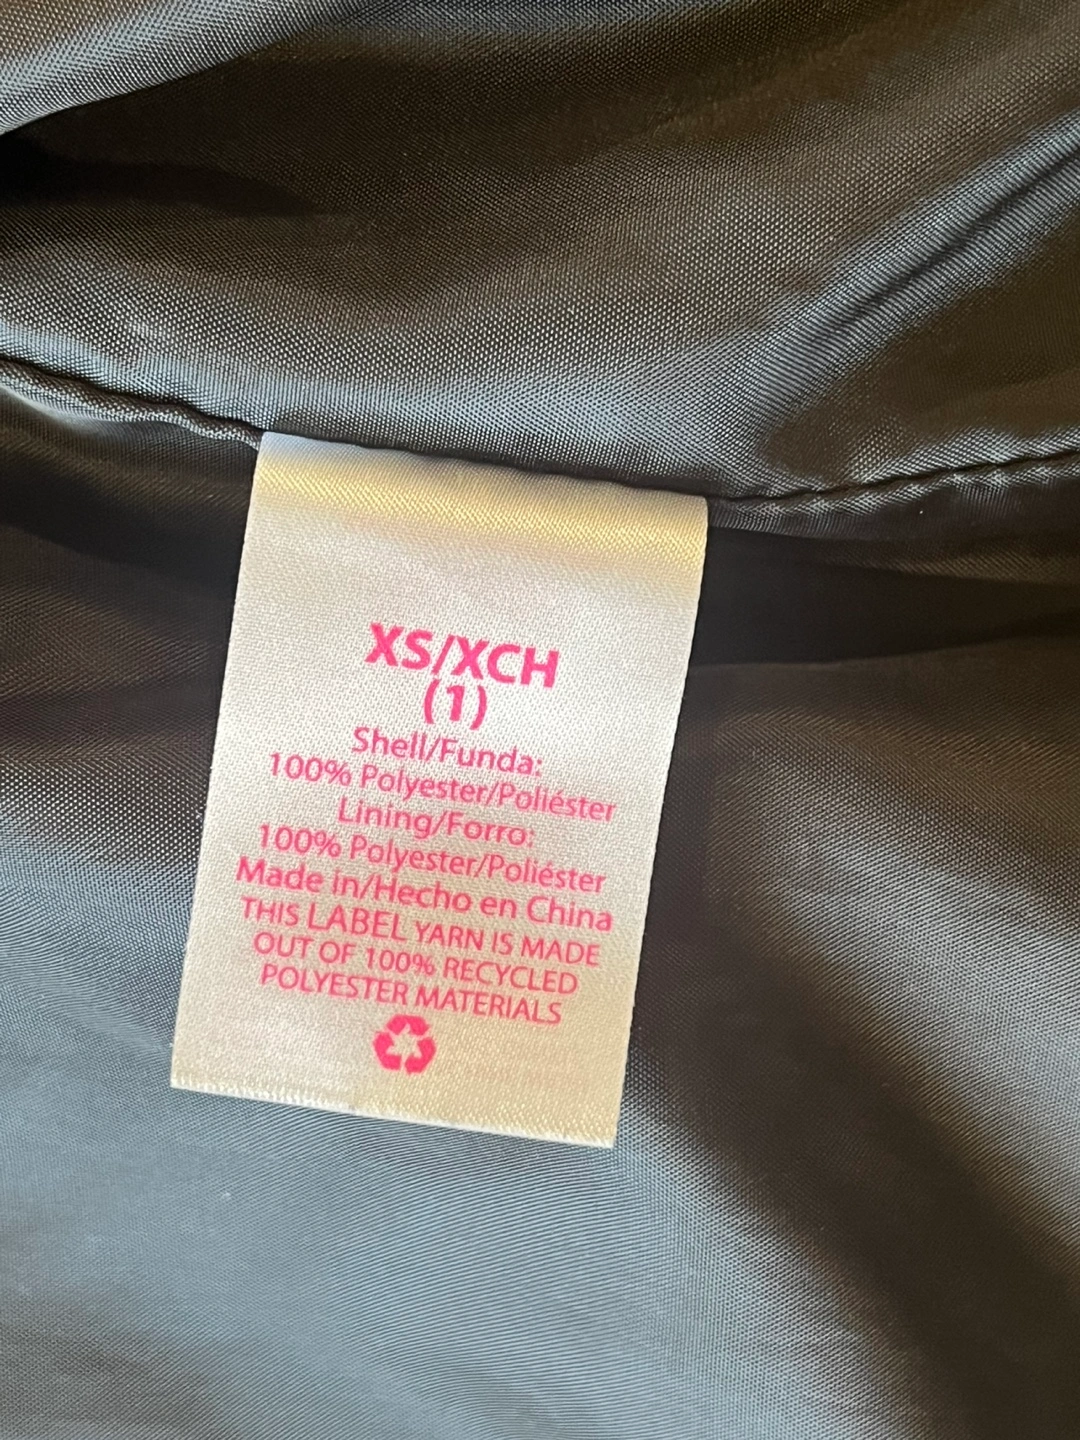 XS/XCH
(1)
Shell/Funda:
100% Polyester/Poliéster
Lining/Forro:
100% Polyester/Poliéster
Made in/Hecho en China
THIS LABEL YARN IS MADE
OUT OF 100% RECYCLED
POLYESTER MATERIALS